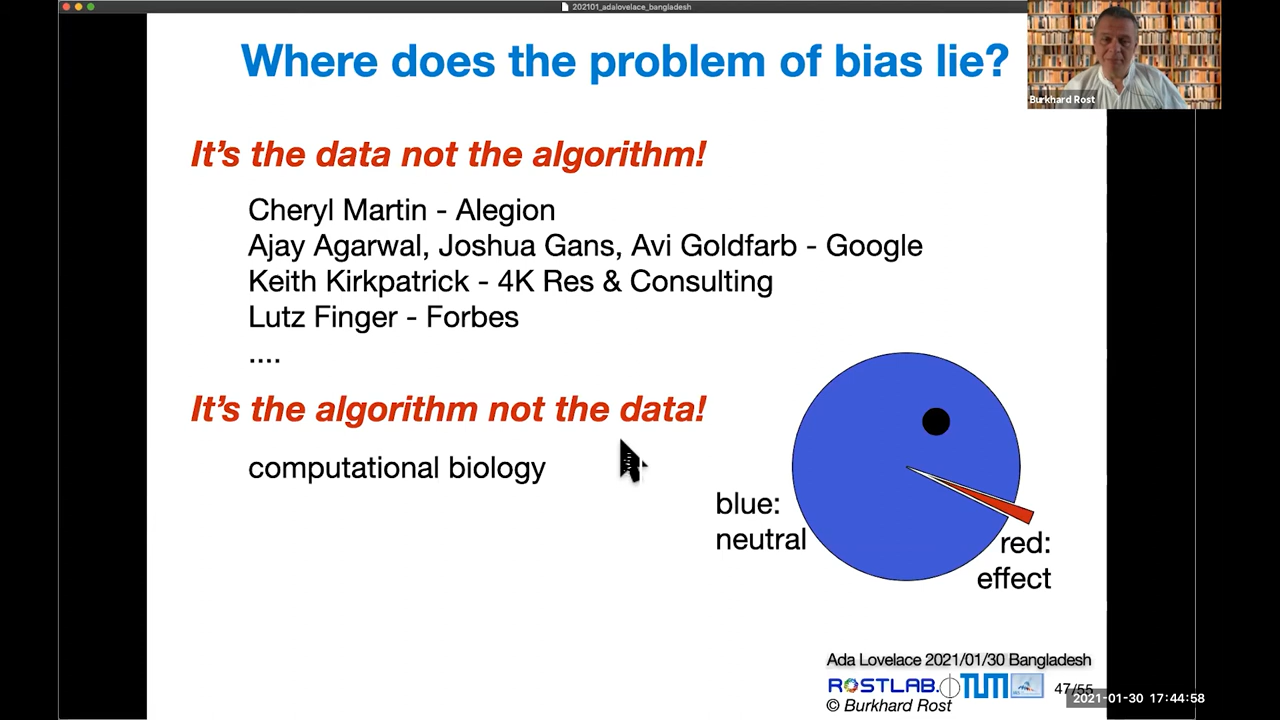 202101_adalovelace_bangladesh
Where does the problem of bias lie?
Burkhard Rost
It's the data not the algorithm!
Cheryl Martin - Alegion
Ajay Agarwal, Joshua Gans, Avi Goldfarb - Google
Keith Kirkpatrick - 4K Res & Consulting
Lutz Finger - Forbes
....
It's the algorithm not the data!
computational biology
blue:
neutral
red:
effect
Ada Lovelace 2021/01/30 Bangladesh
ROSTLAB. TUM
47/55
2021-01-30 17:44:58
© Burkhard Rost